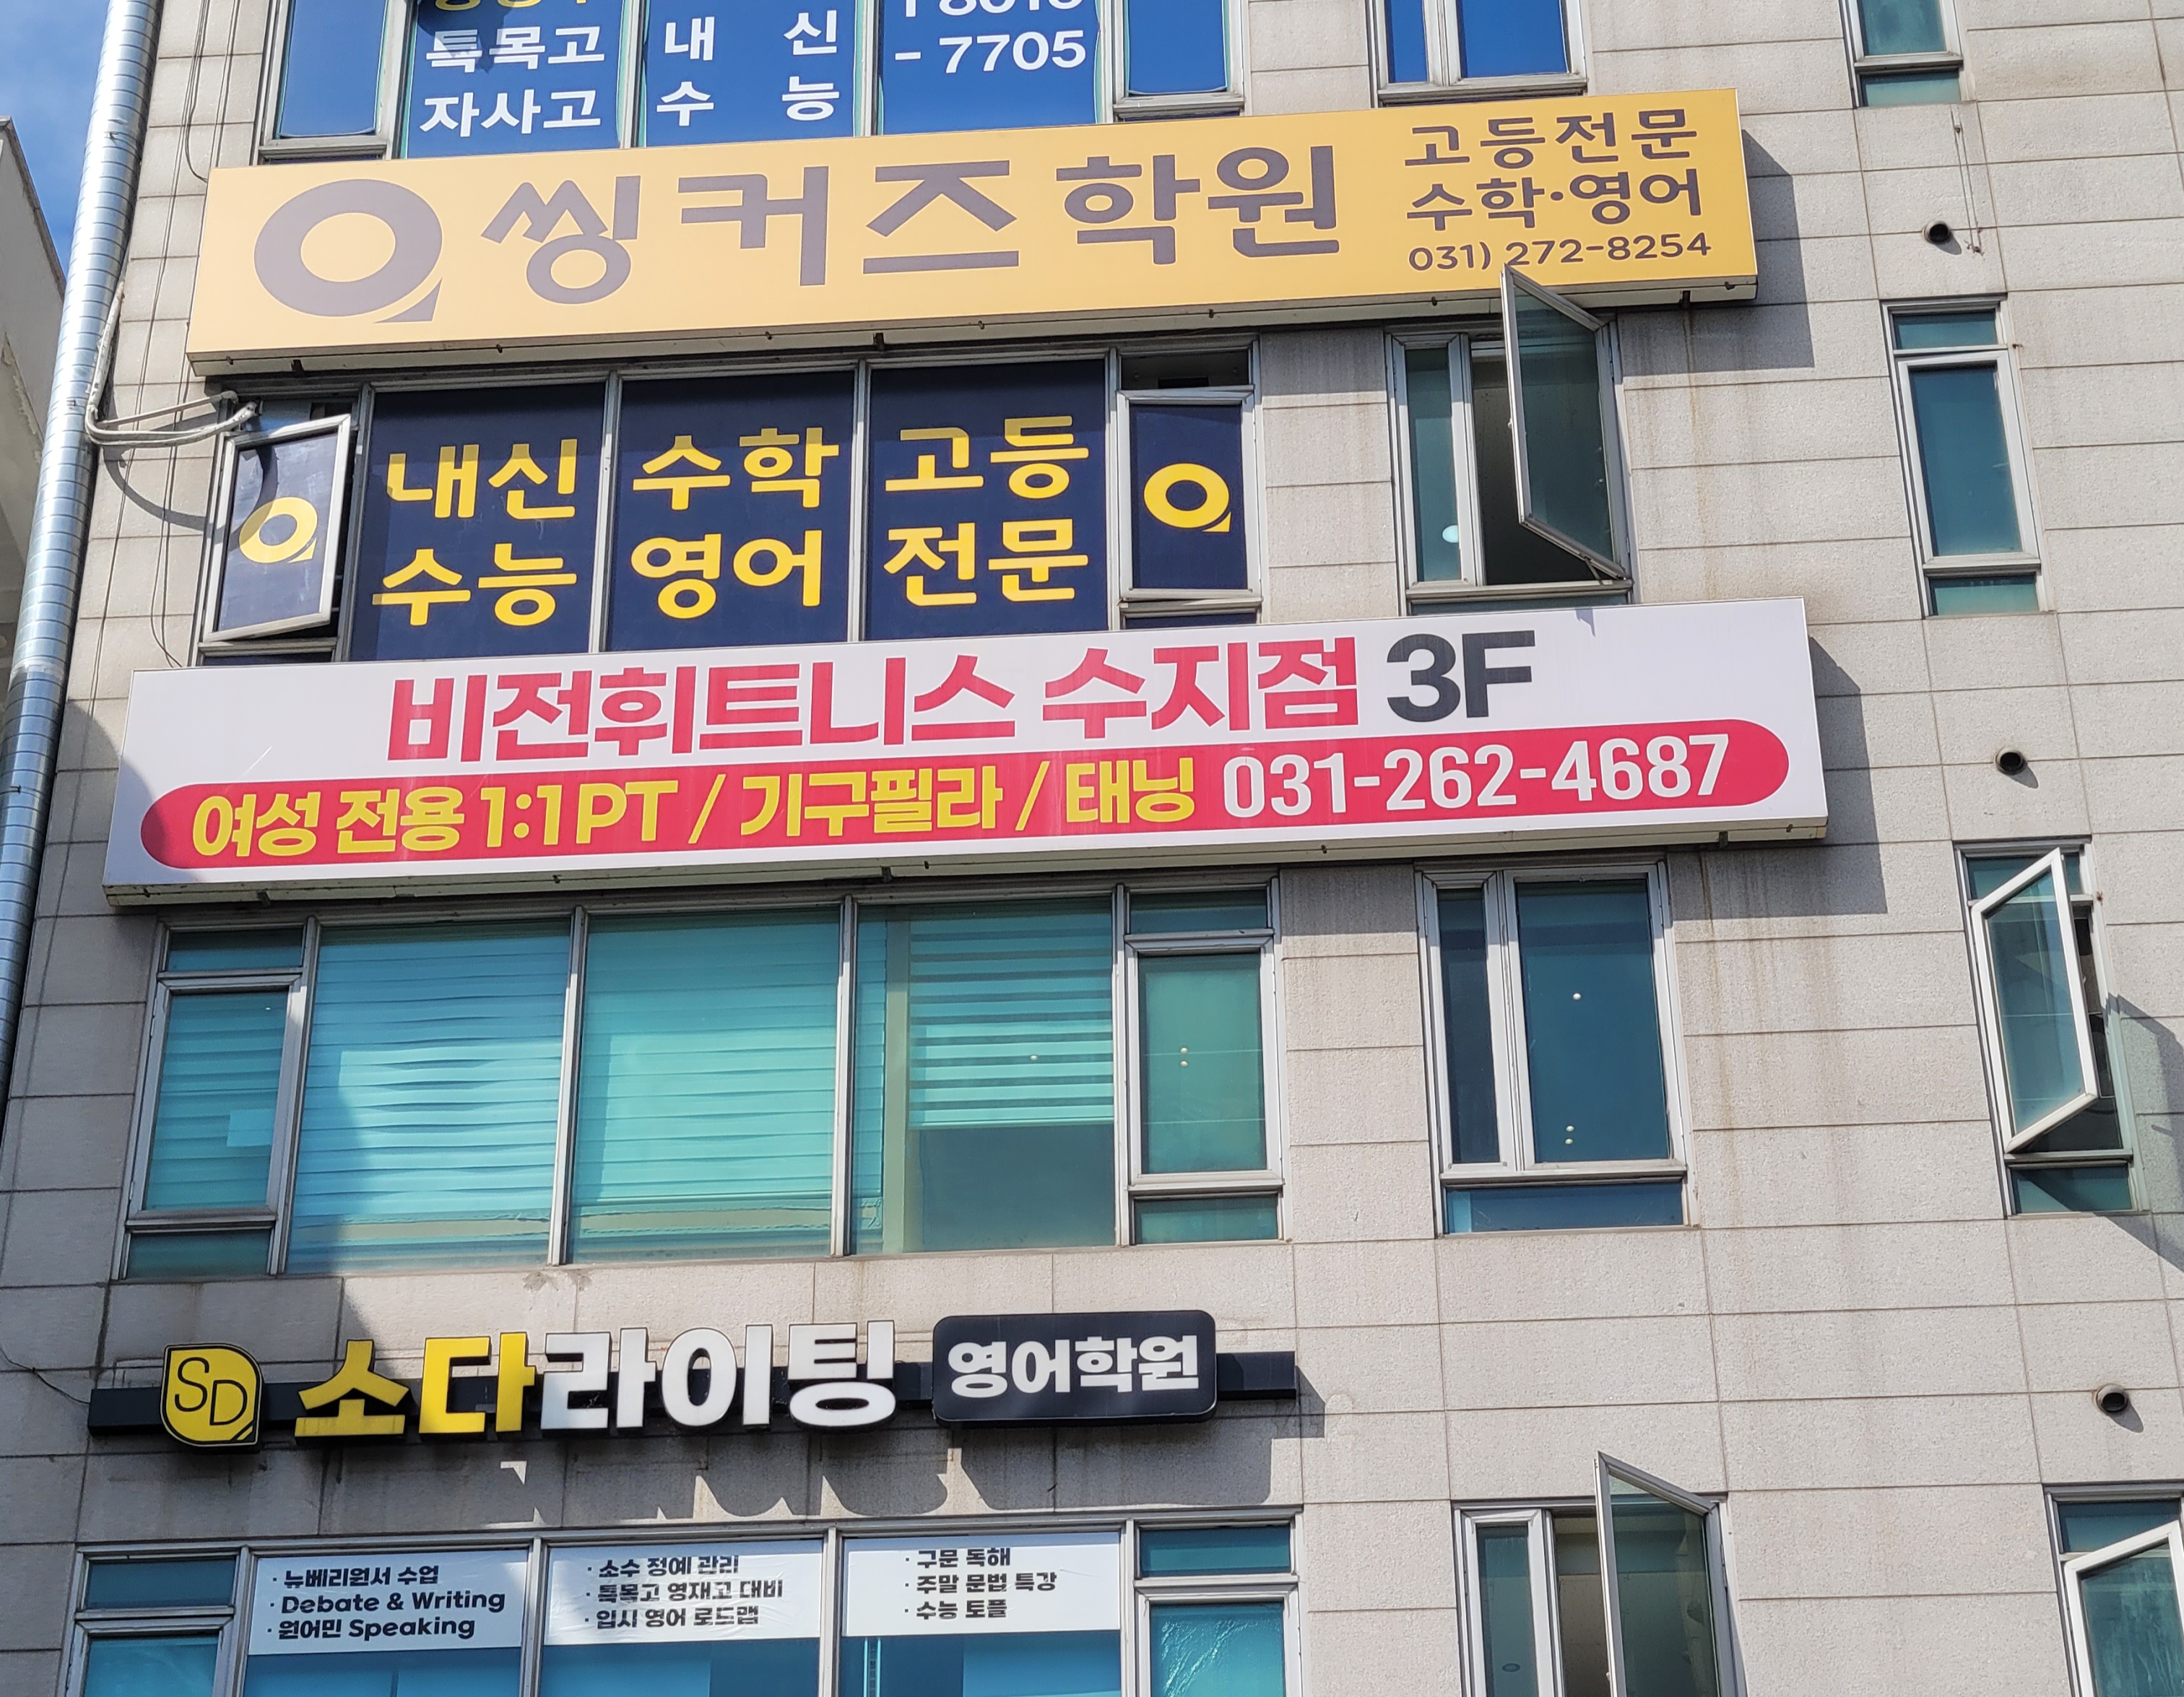 특목고 내 신 - 7705
자사고 수 능
씽커즈학원
고등전문
수학·영어
031) 272-8254
내신 수학 고등
수능 영어 전문
비전휘트니스 수지점 3F
여성 전용 1:1 PT / 기구필라 / 태닝 031-262-4687
SD 소다라이팅 영어학원
· 뉴베리원서 수업
· Debate & Writing
· 원어민 Speaking
· 소수 정예 관리
· 특목고 영재고 대비
· 입시 영어 로드맵
· 구문 독해
· 주말 문법 특강
· 수능 토플